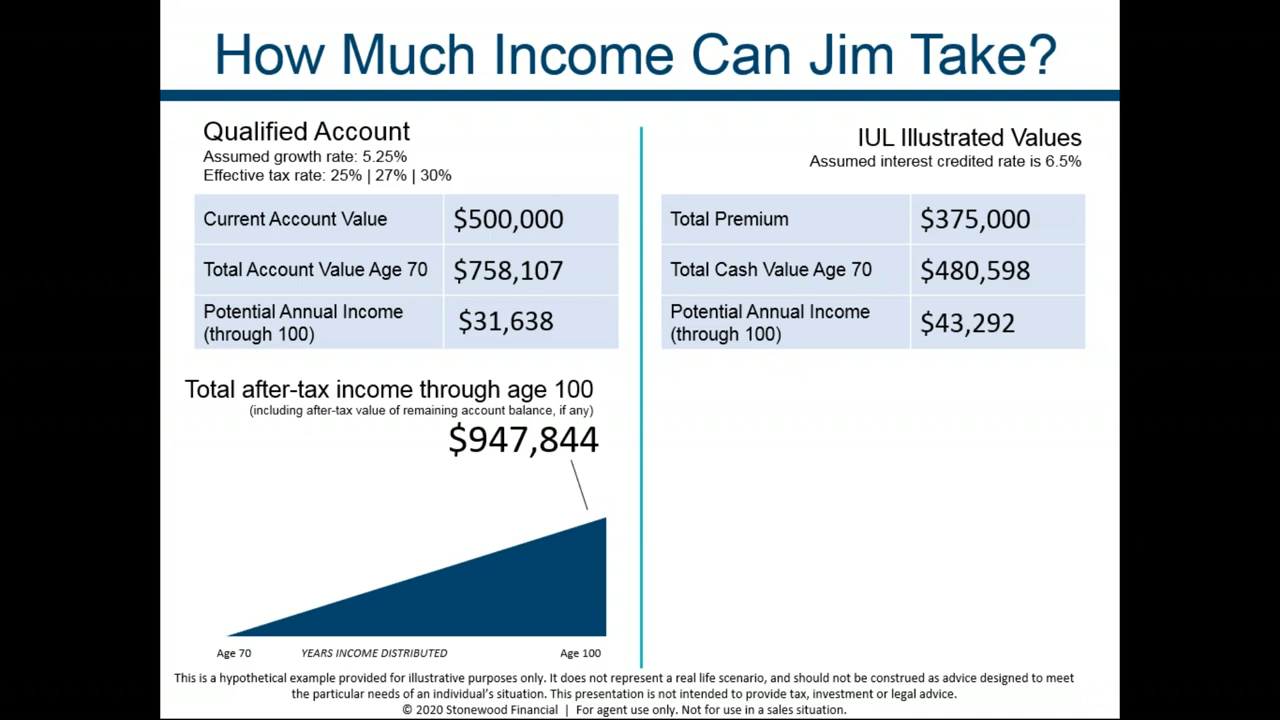 How Much Income Can Jim Take?
Qualified Account
Assumed growth rate: 5.25%
Effective tax rate: 25% | 27% | 30%
Current Account Value $500,000
Total Account Value Age 70 $758,107
Potential Annual Income
(through 100) $31,638
Total after-tax income through age 100
(including after-tax value of remaining account balance, if any)
$947,844
Age 70 YEARS INCOME DISTRIBUTED Age 100
IUL Illustrated Values
Assumed interest credited rate is 6.5%
Total Premium $375,000
Total Cash Value Age 70 $480,598
Potential Annual Income
(through 100) $43,292
This is a hypothetical example provided for illustrative purposes only. It does not represent a real life scenario, and should not be construed as advice designed to meet
the particular needs of an individual's situation. This presentation is not intended to provide tax, investment or legal advice.
© 2020 Stonewood Financial | For agent use only. Not for use in a sales situation.